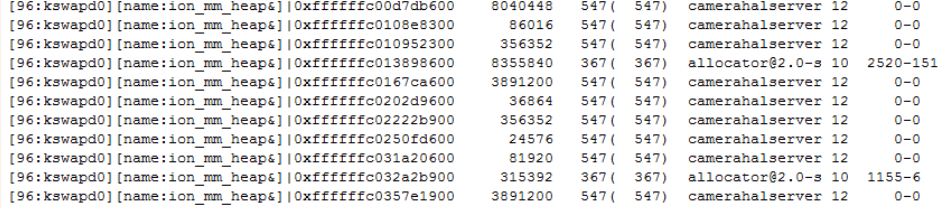 [96:kswapd0][name:ion_mm_heap&]|0xffffffc00d7db600 8040448 547( 547) camerahalserver 12 0-0
[96:kswapd0][name:ion_mm_heap&]|0xffffffc0108e8300 86016 547( 547) camerahalserver 12 0-0
[96:kswapd0][name:ion_mm_heap&]|0xffffffc010952300 356352 547( 547) camerahalserver 12 0-0
[96:kswapd0][name:ion_mm_heap&]|0xffffffc013898600 8355840 367( 367) allocator@2.0-s 10 2520-151
[96:kswapd0][name:ion_mm_heap&]|0xffffffc0167ca600 3891200 547( 547) camerahalserver 12 0-0
[96:kswapd0][name:ion_mm_heap&]|0xffffffc0202d9600 36864 547( 547) camerahalserver 12 0-0
[96:kswapd0][name:ion_mm_heap&]|0xffffffc02222b900 356352 547( 547) camerahalserver 12 0-0
[96:kswapd0][name:ion_mm_heap&]|0xffffffc0250fd600 24576 547( 547) camerahalserver 12 0-0
[96:kswapd0][name:ion_mm_heap&]|0xffffffc031a20600 81920 547( 547) camerahalserver 12 0-0
[96:kswapd0][name:ion_mm_heap&]|0xffffffc032a2b900 315392 367( 367) allocator@2.0-s 10 1155-6
[96:kswapd0][name:ion_mm_heap&]|0xffffffc0357e1900 3891200 547( 547) camerahalserver 12 0-0